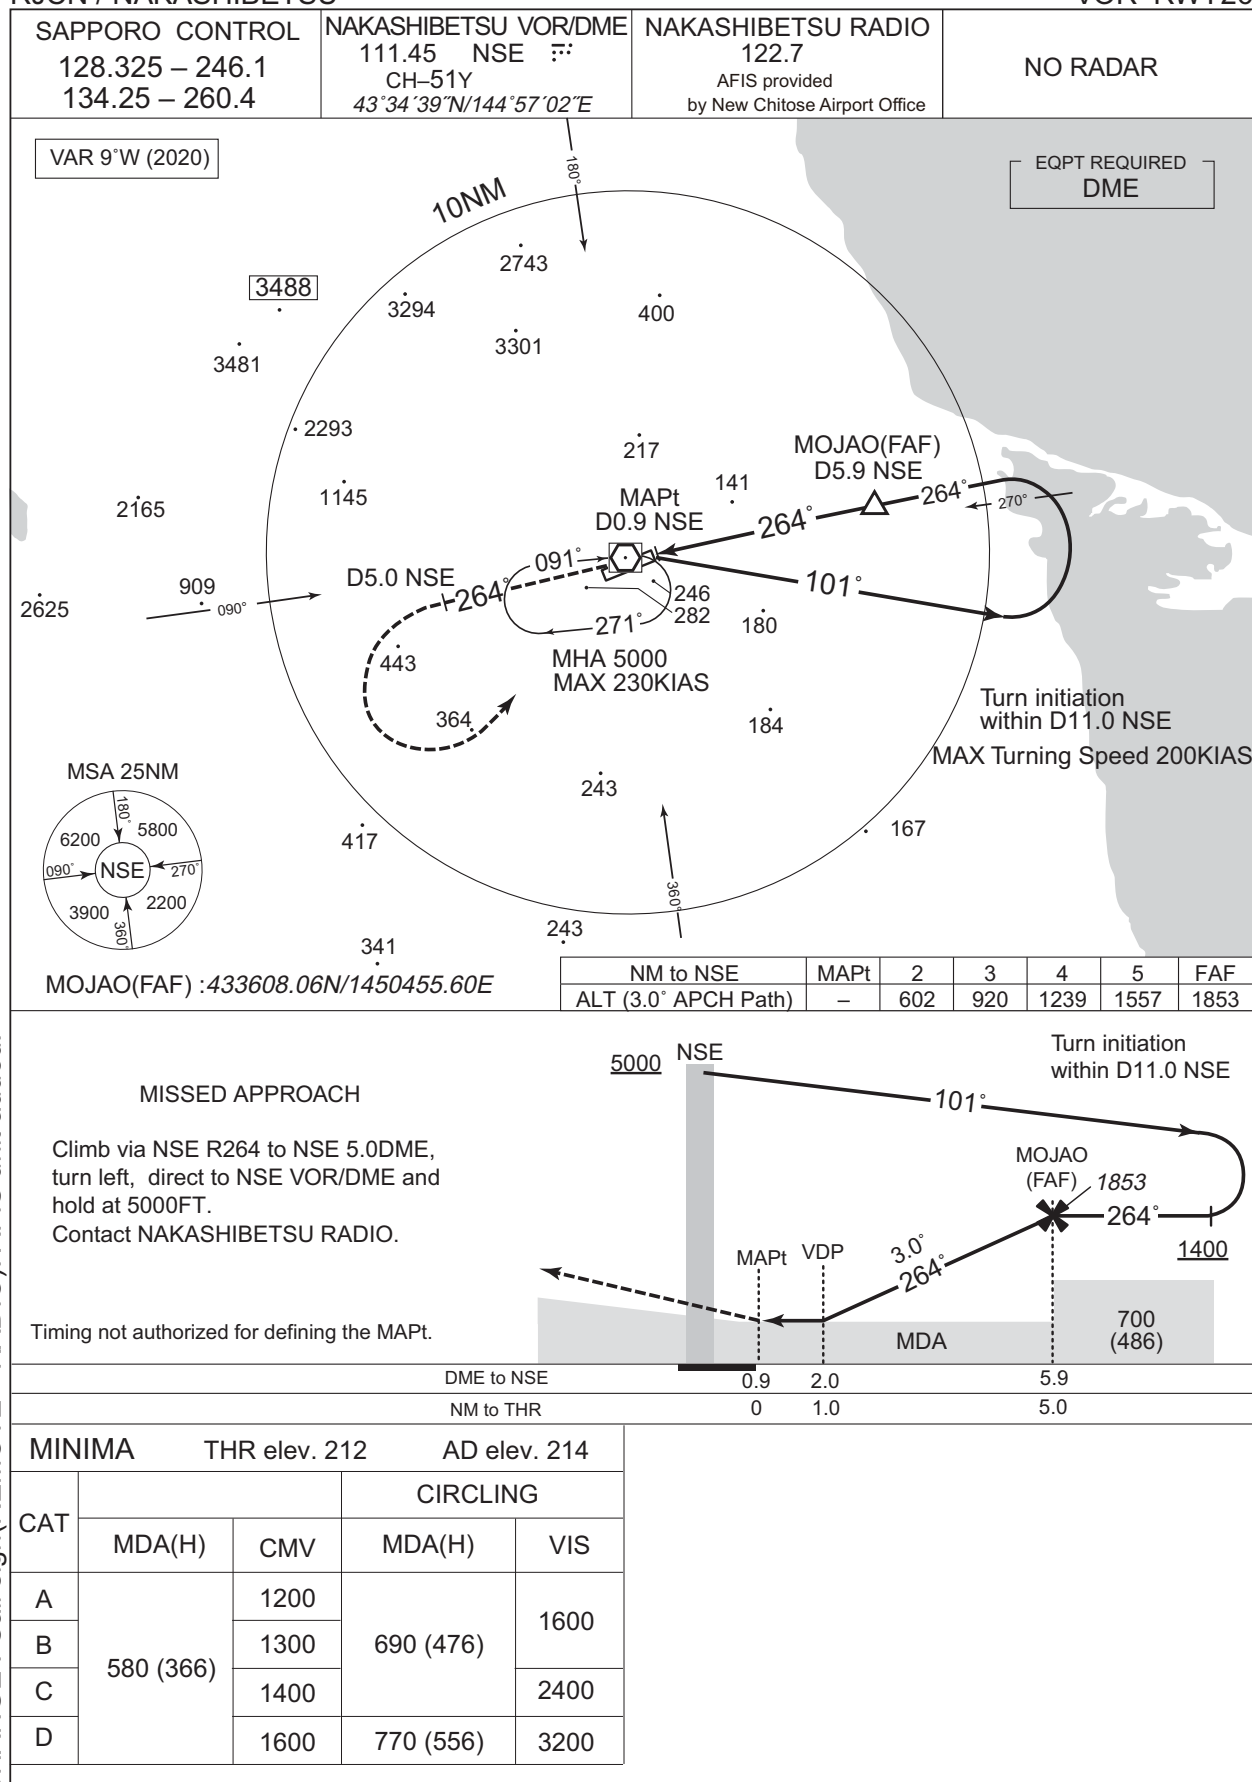 RJCN / NAKASHIBETSU
SAPPORO CONTROL
128.325 – 246.1
134.25 – 260.4
NAKASHIBETSU VOR/DME
111.45 NSE
CH–51Y
43°34´39˝N/144°57´02˝E
NAKASHIBETSU RADIO
122.7
AFIS provided
by New Chitose Airport Office
NO RADAR
VAR 9°W (2020)
EQPT REQUIRED
DME
10NM
180°
2743
3488
3294
400
3301
3481
2293
217
MOJAO(FAF)
D5.9 NSE
141
1145
2165
MAPt
D0.9 NSE
264°
270°
264°
091°
D5.0 NSE
264°
101°
909
090°
2625
246
282
271°
180
443
MHA 5000
MAX 230KIAS
364
184
Turn initiation
within D11.0 NSE
MAX Turning Speed 200KIAS
243
417
167
360°
MSA 25NM
180°
6200
5800
090°
NSE
270°
3900
2200
360°
243
341
MOJAO(FAF) :433608.06N/1450455.60E
NM to NSE MAPt 2 3 4 5 FAF
ALT (3.0° APCH Path) – 602 920 1239 1557 1853
MISSED APPROACH
Climb via NSE R264 to NSE 5.0DME,
turn left, direct to NSE VOR/DME and
hold at 5000FT.
Contact NAKASHIBETSU RADIO.
Timing not authorized for defining the MAPt.
5000
NSE
Turn initiation
within D11.0 NSE
101°
MOJAO
(FAF)
1853
264°
1400
MAPt
VDP
3.0°
264°
MDA
700
(486)
DME to NSE 0.9 2.0 5.9
NM to THR 0 1.0 5.0
MINIMA THR elev. 212 AD elev. 214
CAT
CIRCLING
MDA(H) CMV MDA(H) VIS
A 1200
B 1300
C 1400
D 1600
580 (366)
690 (476)
770 (556)
1600
2400
3200